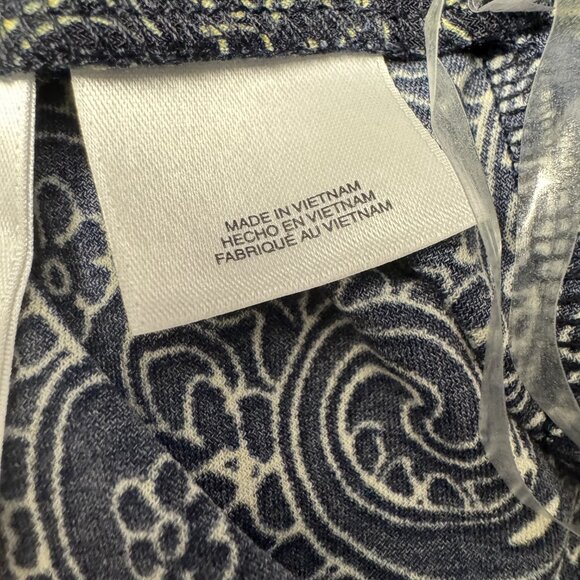 MADE IN VIETNAM
HECHO EN VIETNAM
FABRIQUÉ AU VIETNAM